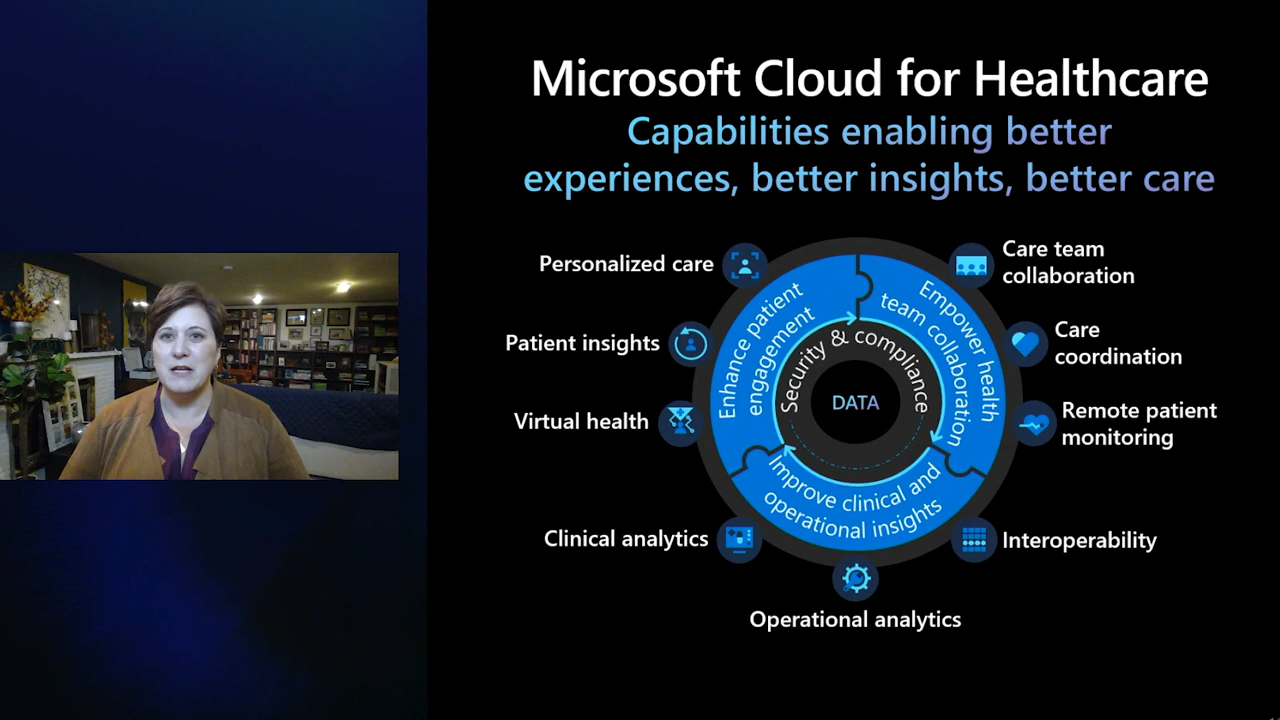 Microsoft Cloud for Healthcare
Capabilities enabling better
experiences, better insights, better care
Personalized care
Patient insights
Virtual health
Clinical analytics
Operational analytics
Care team
collaboration
Care
coordination
Remote patient
monitoring
Interoperability
Enhance patient
engagement
Empower health
team collaboration
Improve clinical and
operational insights
Security & compliance
DATA